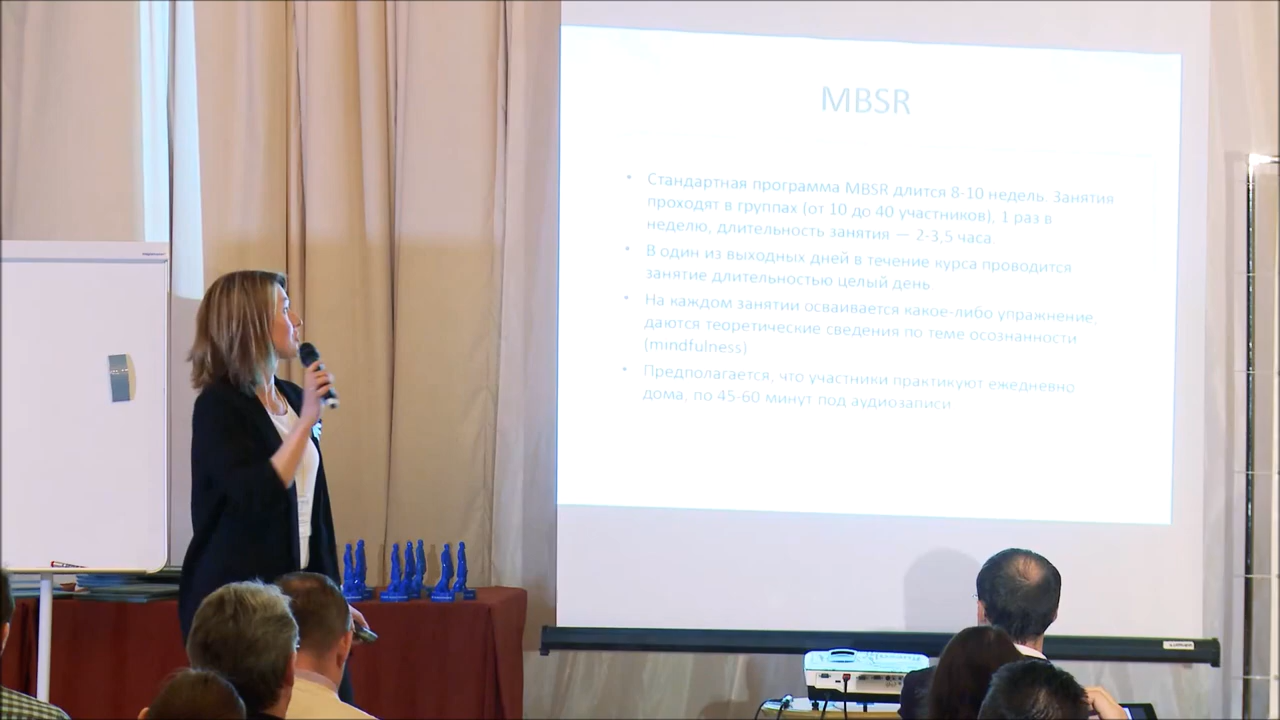 MBSR
• Стандартная программа MBSR длится 8-10 недель. Занятия
проходят в группах (от 10 до 40 участников), 1 раз в
неделю, длительность занятия — 2-3,5 часа.
• В один из выходных дней в течение курса проводится
занятие длительностью целый день
• На каждом занятии осваивается какое-либо упражнение,
даются теоретические сведения по теме осознанности
(mindfulness)
• Предполагается, что участники практикуют ежедневно
дома, по 45-60 минут под аудиозаписи